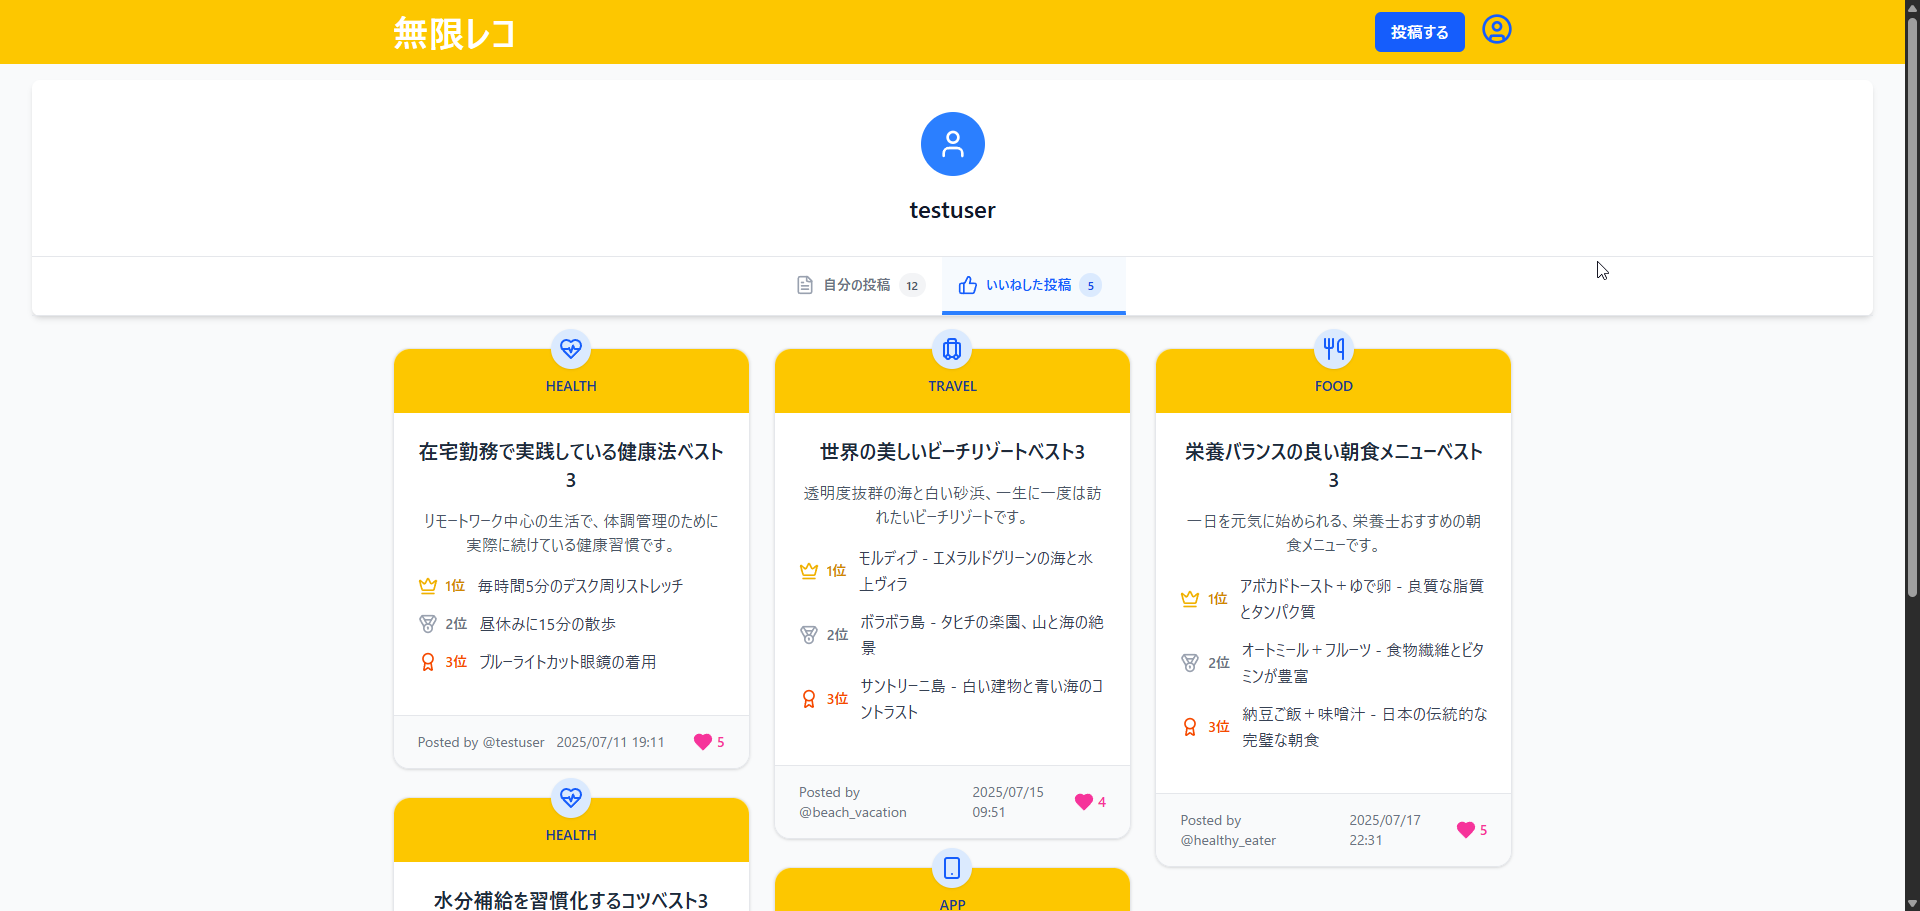 無限レコ
投稿する
testuser
自分の投稿 12
いいねした投稿 5
HEALTH
在宅勤務で実践している健康法ベスト
3
リモートワーク中心の生活で、体調管理のために
実際に続けている健康習慣です。
1位 毎時間5分のデスク周りストレッチ
2位 昼休みに15分の散歩
3位 ブルーライトカット眼鏡の着用
Posted by @testuser 2025/07/11 19:11 5
TRAVEL
世界の美しいビーチリゾートベスト3
透明度抜群の海と白い砂浜、一生に一度は訪
れたいビーチリゾートです。
1位 モルディブ - エメラルドグリーンの海と水
上ヴィラ
2位 ボラボラ島 - タヒチの楽園、山と海の絶
景
3位 サントリーニ島 - 白い建物と青い海のコ
ントラスト
Posted by
@beach_vacation
2025/07/15
09:51
4
FOOD
栄養バランスの良い朝食メニューベスト
3
一日を元気に始められる、栄養士おすすめの朝
食メニューです。
1位 アボカドトースト＋ゆで卵 - 良質な脂質
とタンパク質
2位 オートミール＋フルーツ - 食物繊維とビタ
ミンが豊富
3位 納豆ご飯＋味噌汁 - 日本の伝統的な
完璧な朝食
Posted by
@healthy_eater
2025/07/17
22:31
5
HEALTH
水分補給を習慣化するコツベスト3
APP